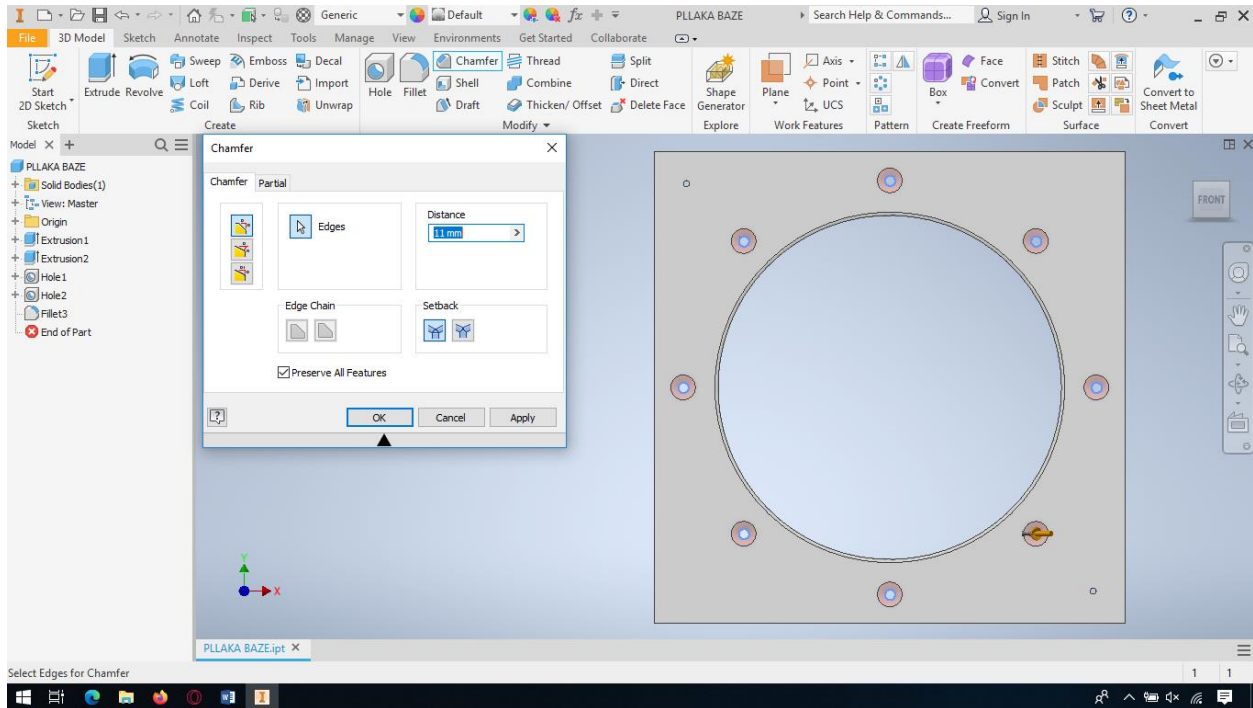 Generic
Default
fx
PLLAKA BAZE
Search Help & Commands...
Sign In
File 3D Model Sketch Annotate Inspect Tools Manage View Environments Get Started Collaborate
Start
2D Sketch
Extrude
Revolve
Sweep Emboss Decal
Loft Derive Import
Coil Rib Unwrap
Hole
Fillet
Chamfer Thread Split
Shell Combine Direct
Draft Thicken/ Offset Delete Face
Shape
Generator
Plane
Axis
Point
UCS
Box
Face
Convert
Stitch
Patch
Sculpt
Convert to
Sheet Metal
Sketch Create Modify Explore Work Features Pattern Create Freeform Surface Convert
Model × +
PLLAKA BAZE
Solid Bodies(1)
View: Master
Origin
Extrusion1
Extrusion2
Hole1
Hole2
Fillet3
End of Part
Chamfer
Chamfer Partial
Edges
Distance
11 mm
Edge Chain
Setback
Preserve All Features
OK Cancel Apply
FRONT
Y
X
PLLAKA BAZE.ipt ×
Select Edges for Chamfer
1 1